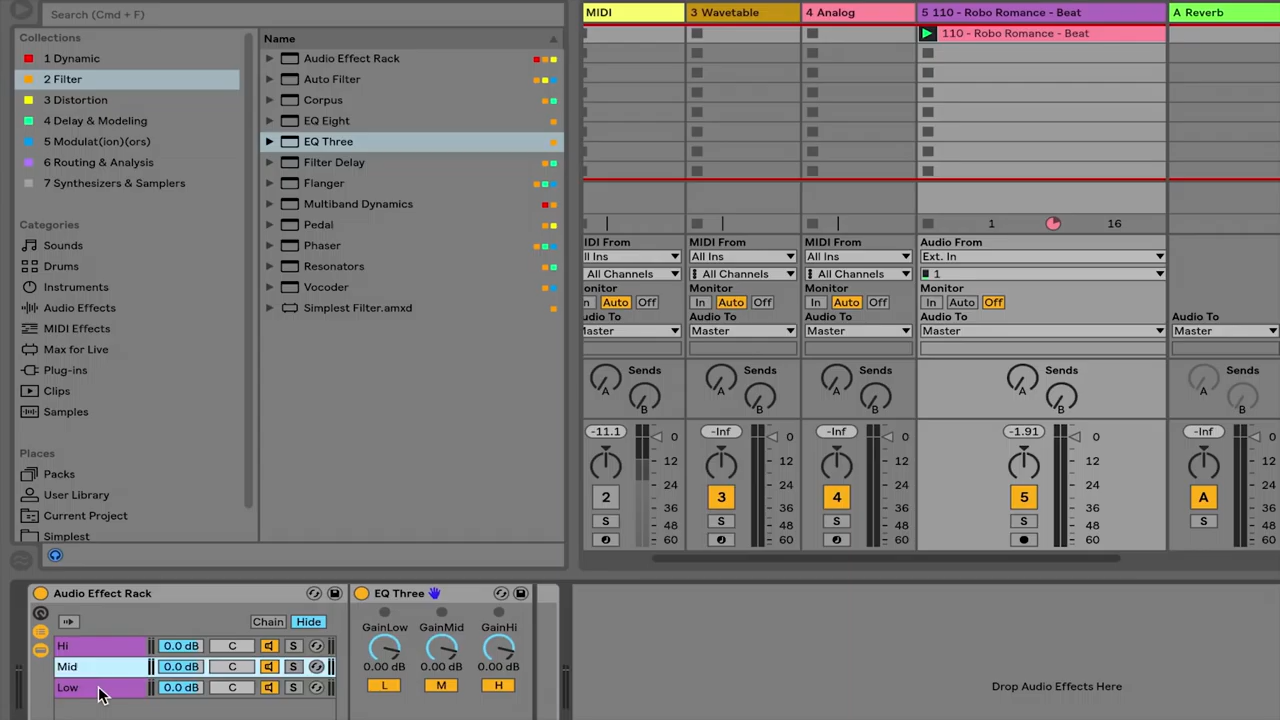 Search (Cmd + F)
Collections
1 Dynamic
2 Filter
3 Distortion
4 Delay & Modeling
5 Modulat(ion)(ors)
6 Routing & Analysis
7 Synthesizers & Samplers
Categories
Sounds
Drums
Instruments
Audio Effects
MIDI Effects
Max for Live
Plug-ins
Clips
Samples
Places
Packs
User Library
Current Project
Simplest
Name
Audio Effect Rack
Auto Filter
Corpus
EQ Eight
EQ Three
Filter Delay
Flanger
Multiband Dynamics
Pedal
Phaser
Resonators
Vocoder
Simplest Filter.amxd
MIDI 3 Wavetable 4 Analog 5 110 - Robo Romance - Beat A Reverb
110 - Robo Romance - Beat
1 16
IDI From MIDI From MIDI From Audio From
ll Ins All Ins All Ins Ext. In
All Channels All Channels All Channels 1
Monitor Monitor Monitor Monitor
n Auto Off In Auto Off In Auto Off In Auto Off
udio To Audio To Audio To Audio To Audio To
Master Master Master Master Master
Sends Sends Sends Sends
A A A A A
B B B B B
-11.1 0 -Inf 0 -Inf 0 -1.91 0 -Inf 0
12 12 12 12 12
24 24 24 24 24
2 3 4 5 A
36 36 36 36 36
S S S S S
48 48 48 48 48
60 60 60 60 60
Audio Effect Rack
Chain Hide
Hi 0.0 dB C S
Mid 0.0 dB C S
Low 0.0 dB C S
EQ Three
GainLow GainMid GainHi
0.00 dB 0.00 dB 0.00 dB
L M H
Drop Audio Effects Here